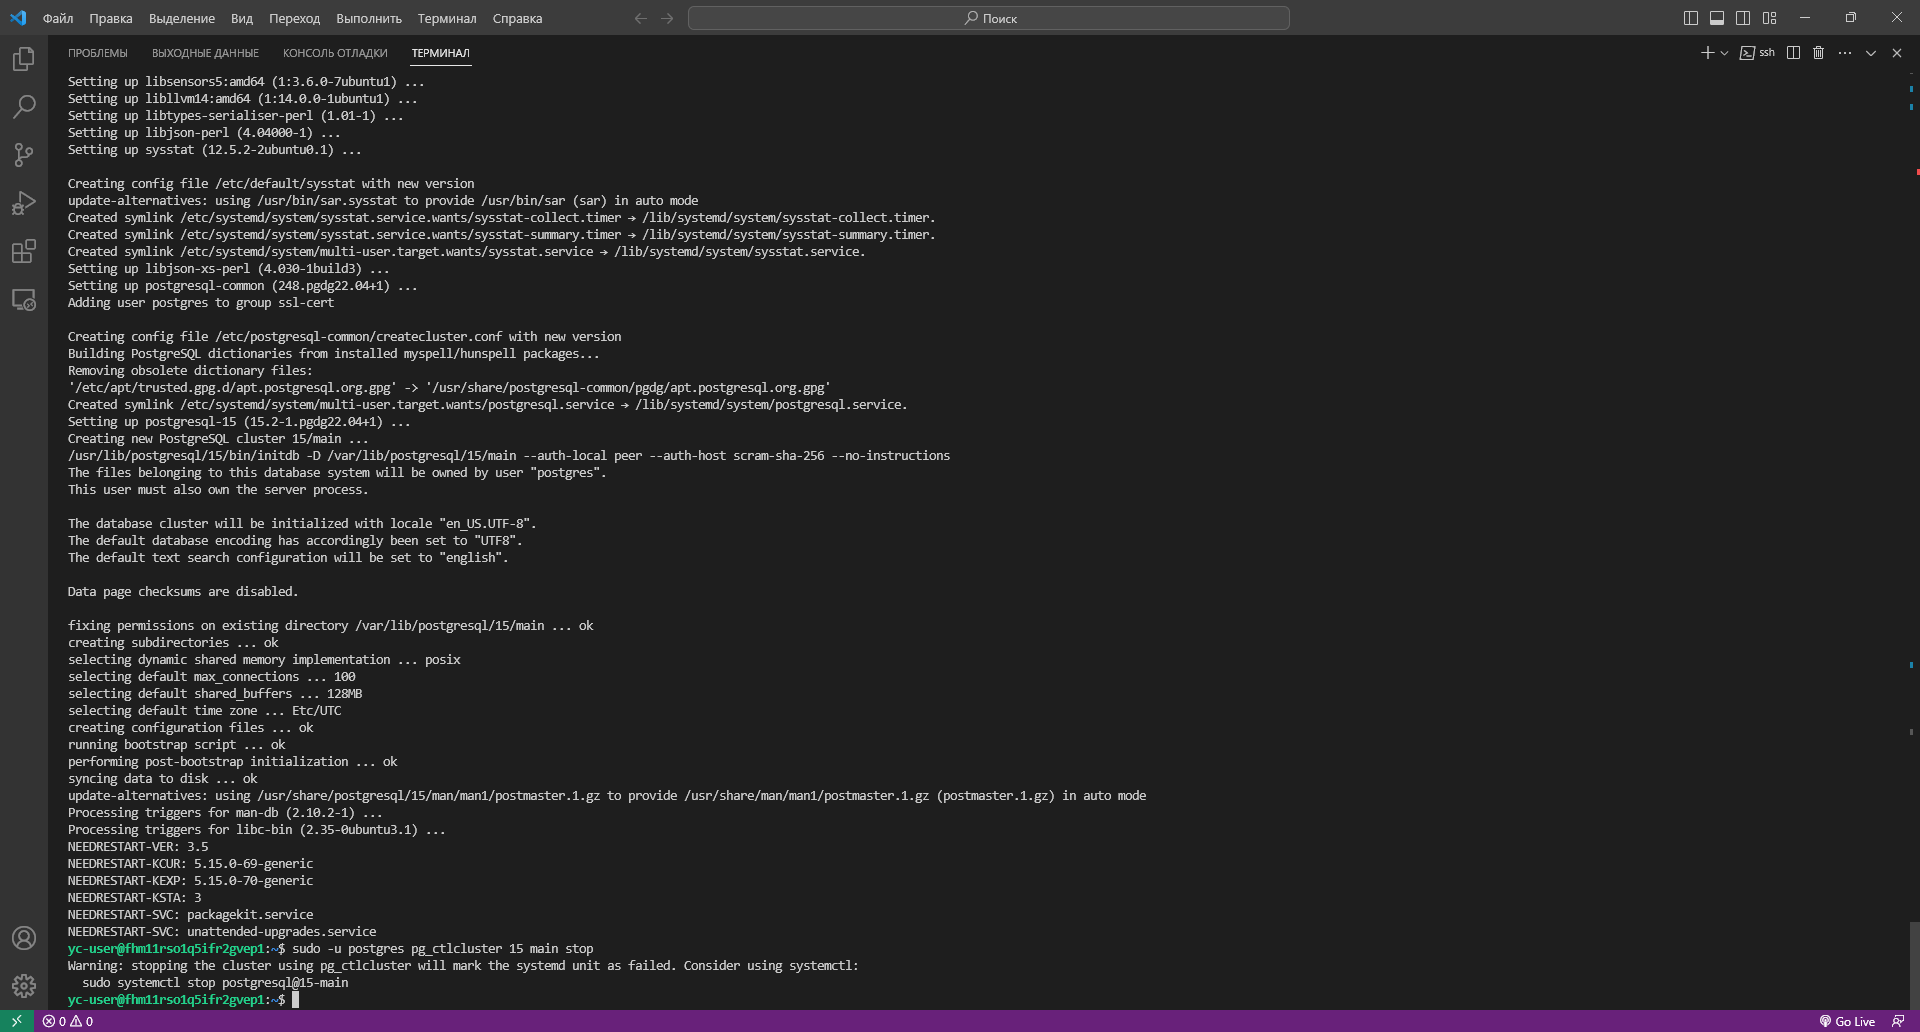 Файл Правка Выделение Вид Переход Выполнить Терминал Справка Поиск
ПРОБЛЕМЫ ВЫХОДНЫЕ ДАННЫЕ КОНСОЛЬ ОТЛАДКИ ТЕРМИНАЛ ssh
Setting up libsensors5:amd64 (1:3.6.0-7ubuntu1) ...
Setting up libllvm14:amd64 (1:14.0.0-1ubuntu1) ...
Setting up libtypes-serialiser-perl (1.01-1) ...
Setting up libjson-perl (4.04000-1) ...
Setting up sysstat (12.5.2-2ubuntu0.1) ...
Creating config file /etc/default/sysstat with new version
update-alternatives: using /usr/bin/sar.sysstat to provide /usr/bin/sar (sar) in auto mode
Created symlink /etc/systemd/system/sysstat.service.wants/sysstat-collect.timer → /lib/systemd/system/sysstat-collect.timer.
Created symlink /etc/systemd/system/sysstat.service.wants/sysstat-summary.timer → /lib/systemd/system/sysstat-summary.timer.
Created symlink /etc/systemd/system/multi-user.target.wants/sysstat.service → /lib/systemd/system/sysstat.service.
Setting up libjson-xs-perl (4.030-1build3) ...
Setting up postgresql-common (248.pgdg22.04+1) ...
Adding user postgres to group ssl-cert
Creating config file /etc/postgresql-common/createcluster.conf with new version
Building PostgreSQL dictionaries from installed myspell/hunspell packages...
Removing obsolete dictionary files:
'/etc/apt/trusted.gpg.d/apt.postgresql.org.gpg' -> '/usr/share/postgresql-common/pgdg/apt.postgresql.org.gpg'
Created symlink /etc/systemd/system/multi-user.target.wants/postgresql.service → /lib/systemd/system/postgresql.service.
Setting up postgresql-15 (15.2-1.pgdg22.04+1) ...
Creating new PostgreSQL cluster 15/main ...
/usr/lib/postgresql/15/bin/initdb -D /var/lib/postgresql/15/main --auth-local peer --auth-host scram-sha-256 --no-instructions
The files belonging to this database system will be owned by user "postgres".
This user must also own the server process.
The database cluster will be initialized with locale "en_US.UTF-8".
The default database encoding has accordingly been set to "UTF8".
The default text search configuration will be set to "english".
Data page checksums are disabled.
fixing permissions on existing directory /var/lib/postgresql/15/main ... ok
creating subdirectories ... ok
selecting dynamic shared memory implementation ... posix
selecting default max_connections ... 100
selecting default shared_buffers ... 128MB
selecting default time zone ... Etc/UTC
creating configuration files ... ok
running bootstrap script ... ok
performing post-bootstrap initialization ... ok
syncing data to disk ... ok
update-alternatives: using /usr/share/postgresql/15/man/man1/postmaster.1.gz to provide /usr/share/man/man1/postmaster.1.gz (postmaster.1.gz) in auto mode
Processing triggers for man-db (2.10.2-1) ...
Processing triggers for libc-bin (2.35-0ubuntu3.1) ...
NEEDRESTART-VER: 3.5
NEEDRESTART-KCUR: 5.15.0-69-generic
NEEDRESTART-KEXP: 5.15.0-70-generic
NEEDRESTART-KSTA: 3
NEEDRESTART-SVC: packagekit.service
NEEDRESTART-SVC: unattended-upgrades.service
yc-user@fhm11rso1q5ifr2gvep1:~$ sudo -u postgres pg_ctlcluster 15 main stop
Warning: stopping the cluster using pg_ctlcluster will mark the systemd unit as failed. Consider using systemctl:
sudo systemctl stop postgresql@15-main
yc-user@fhm11rso1q5ifr2gvep1:~$
0 0 Go Live